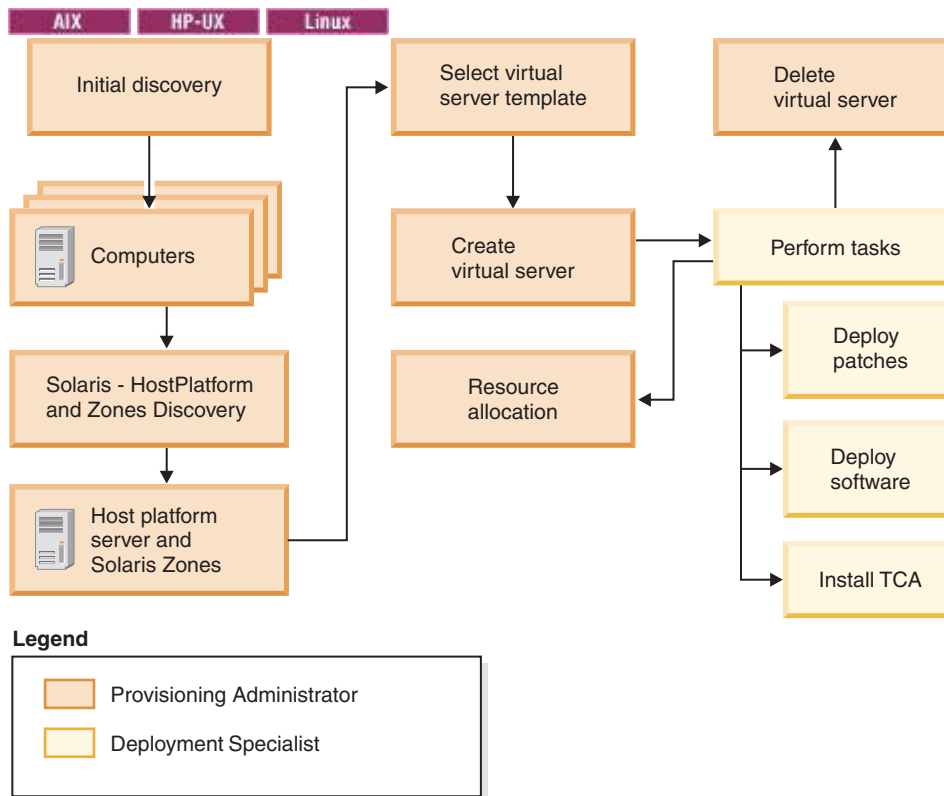 AIX
HP-UX
Linux
Initial discovery
Computers
Solaris - HostPlatform
and Zones Discovery
Host platform
server and
Solaris Zones
Select virtual
server template
Create
virtual server
Resource
allocation
Delete
virtual server
Perform tasks
Deploy
patches
Deploy
software
Install TCA
Legend
Provisioning Administrator
Deployment Specialist